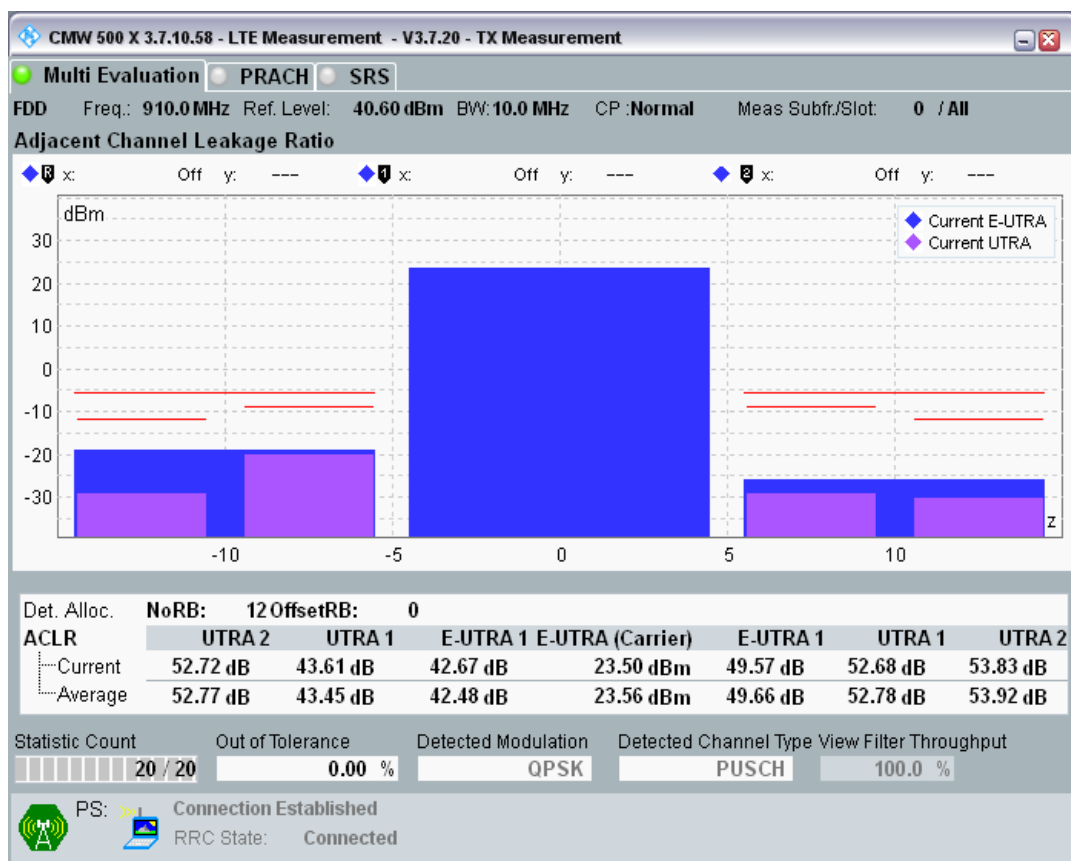 CMW 500 X 3.7.10.58 - LTE Measurement - V3.7.20 - TX Measurement
Multi Evaluation PRACH SRS
FDD Freq.: 910.0 MHz Ref. Level: 40.60 dBm BW: 10.0 MHz CP :Normal Meas Subfr./Slot: 0 / All
Adjacent Channel Leakage Ratio
R x: Off y: --- 1 x: Off y: --- 2 x: Off y: ---
dBm
Current E-UTRA
Current UTRA
30
20
10
0
-10
-20
-30
z
-10 -5 0 5 10
Det. Alloc. NoRB: 12 OffsetRB: 0
ACLR UTRA 2 UTRA 1 E-UTRA 1 E-UTRA (Carrier) E-UTRA 1 UTRA 1 UTRA 2
Current 52.72 dB 43.61 dB 42.67 dB 23.50 dBm 49.57 dB 52.68 dB 53.83 dB
Average 52.77 dB 43.45 dB 42.48 dB 23.56 dBm 49.66 dB 52.78 dB 53.92 dB
Statistic Count Out of Tolerance Detected Modulation Detected Channel Type View Filter Throughput
20 / 20 0.00 % QPSK PUSCH 100.0 %
PS: Connection Established
RRC State: Connected